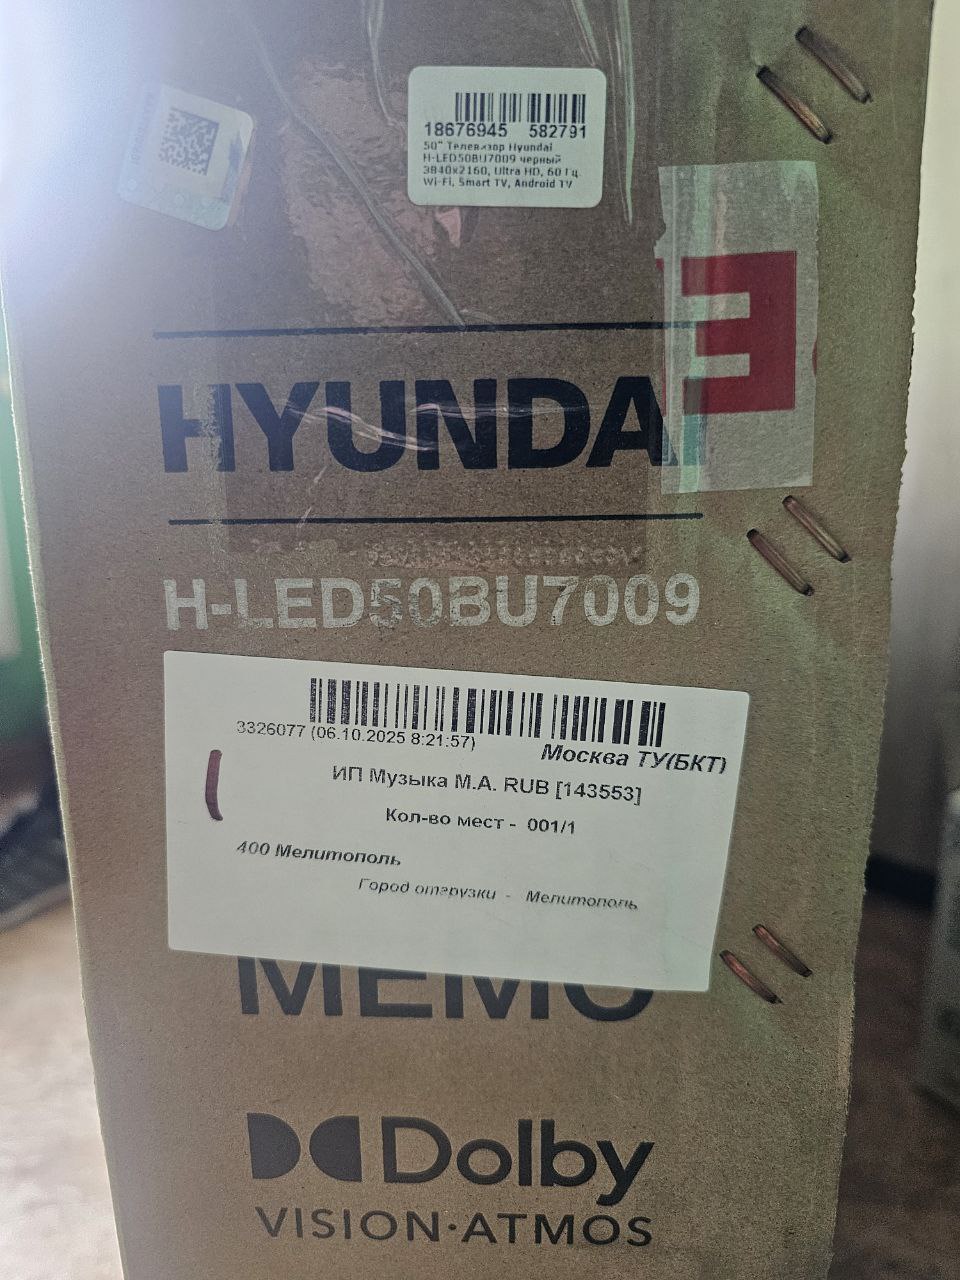 18676945 582791
50" Телевизор Hyundai
H-LED50BU7009 черный
3840x2160, Ultra HD, 60 Гц,
Wi-Fi, Smart TV, Android TV
E
HYUNDAI
H-LED50BU7009
3326077 (06.10.2025 8:21:57)
Москва ТУ(БКТ)
ИП Музыка М.А. RUB [143553]
Кол-во мест - 001/1
400 Мелитополь
Город отгрузки - Мелитополь
MEMC
Dolby
VISION·ATMOS